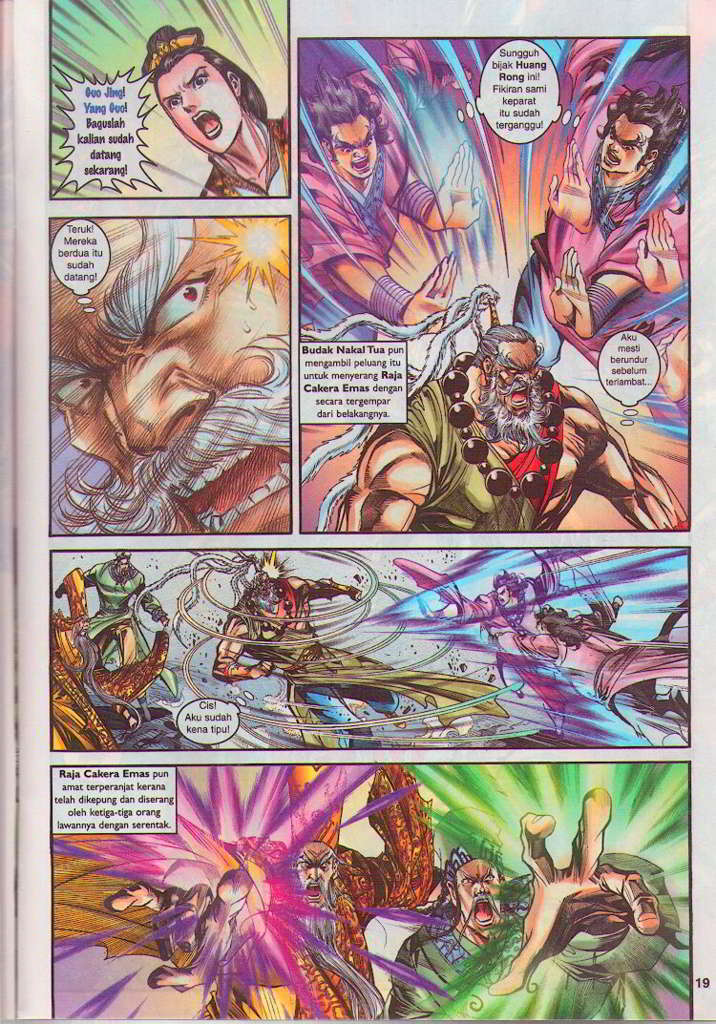 Guo Jing!
Yang Guo!
Baguslah
kalian sudah
datang
sekarang!
Sungguh
bijak Huang
Rong ini!
Fikiran sami
keparat
itu sudah
terganggu!
Teruk!
Mereka
berdua itu
sudah
datang!
Budak Nakal Tua pun
mengambil peluang itu
untuk menyerang Raja
Cakera Emas dengan
secara tergempar
dari belakangnya.
Aku
mesti
berundur
sebelum
terlambat...
Cis!
Aku sudah
kena tipu!
Raja Cakera Emas pun
amat terperanjat kerana
telah dikepung dan diserang
oleh ketiga-tiga orang
lawannya dengan serentak.
19